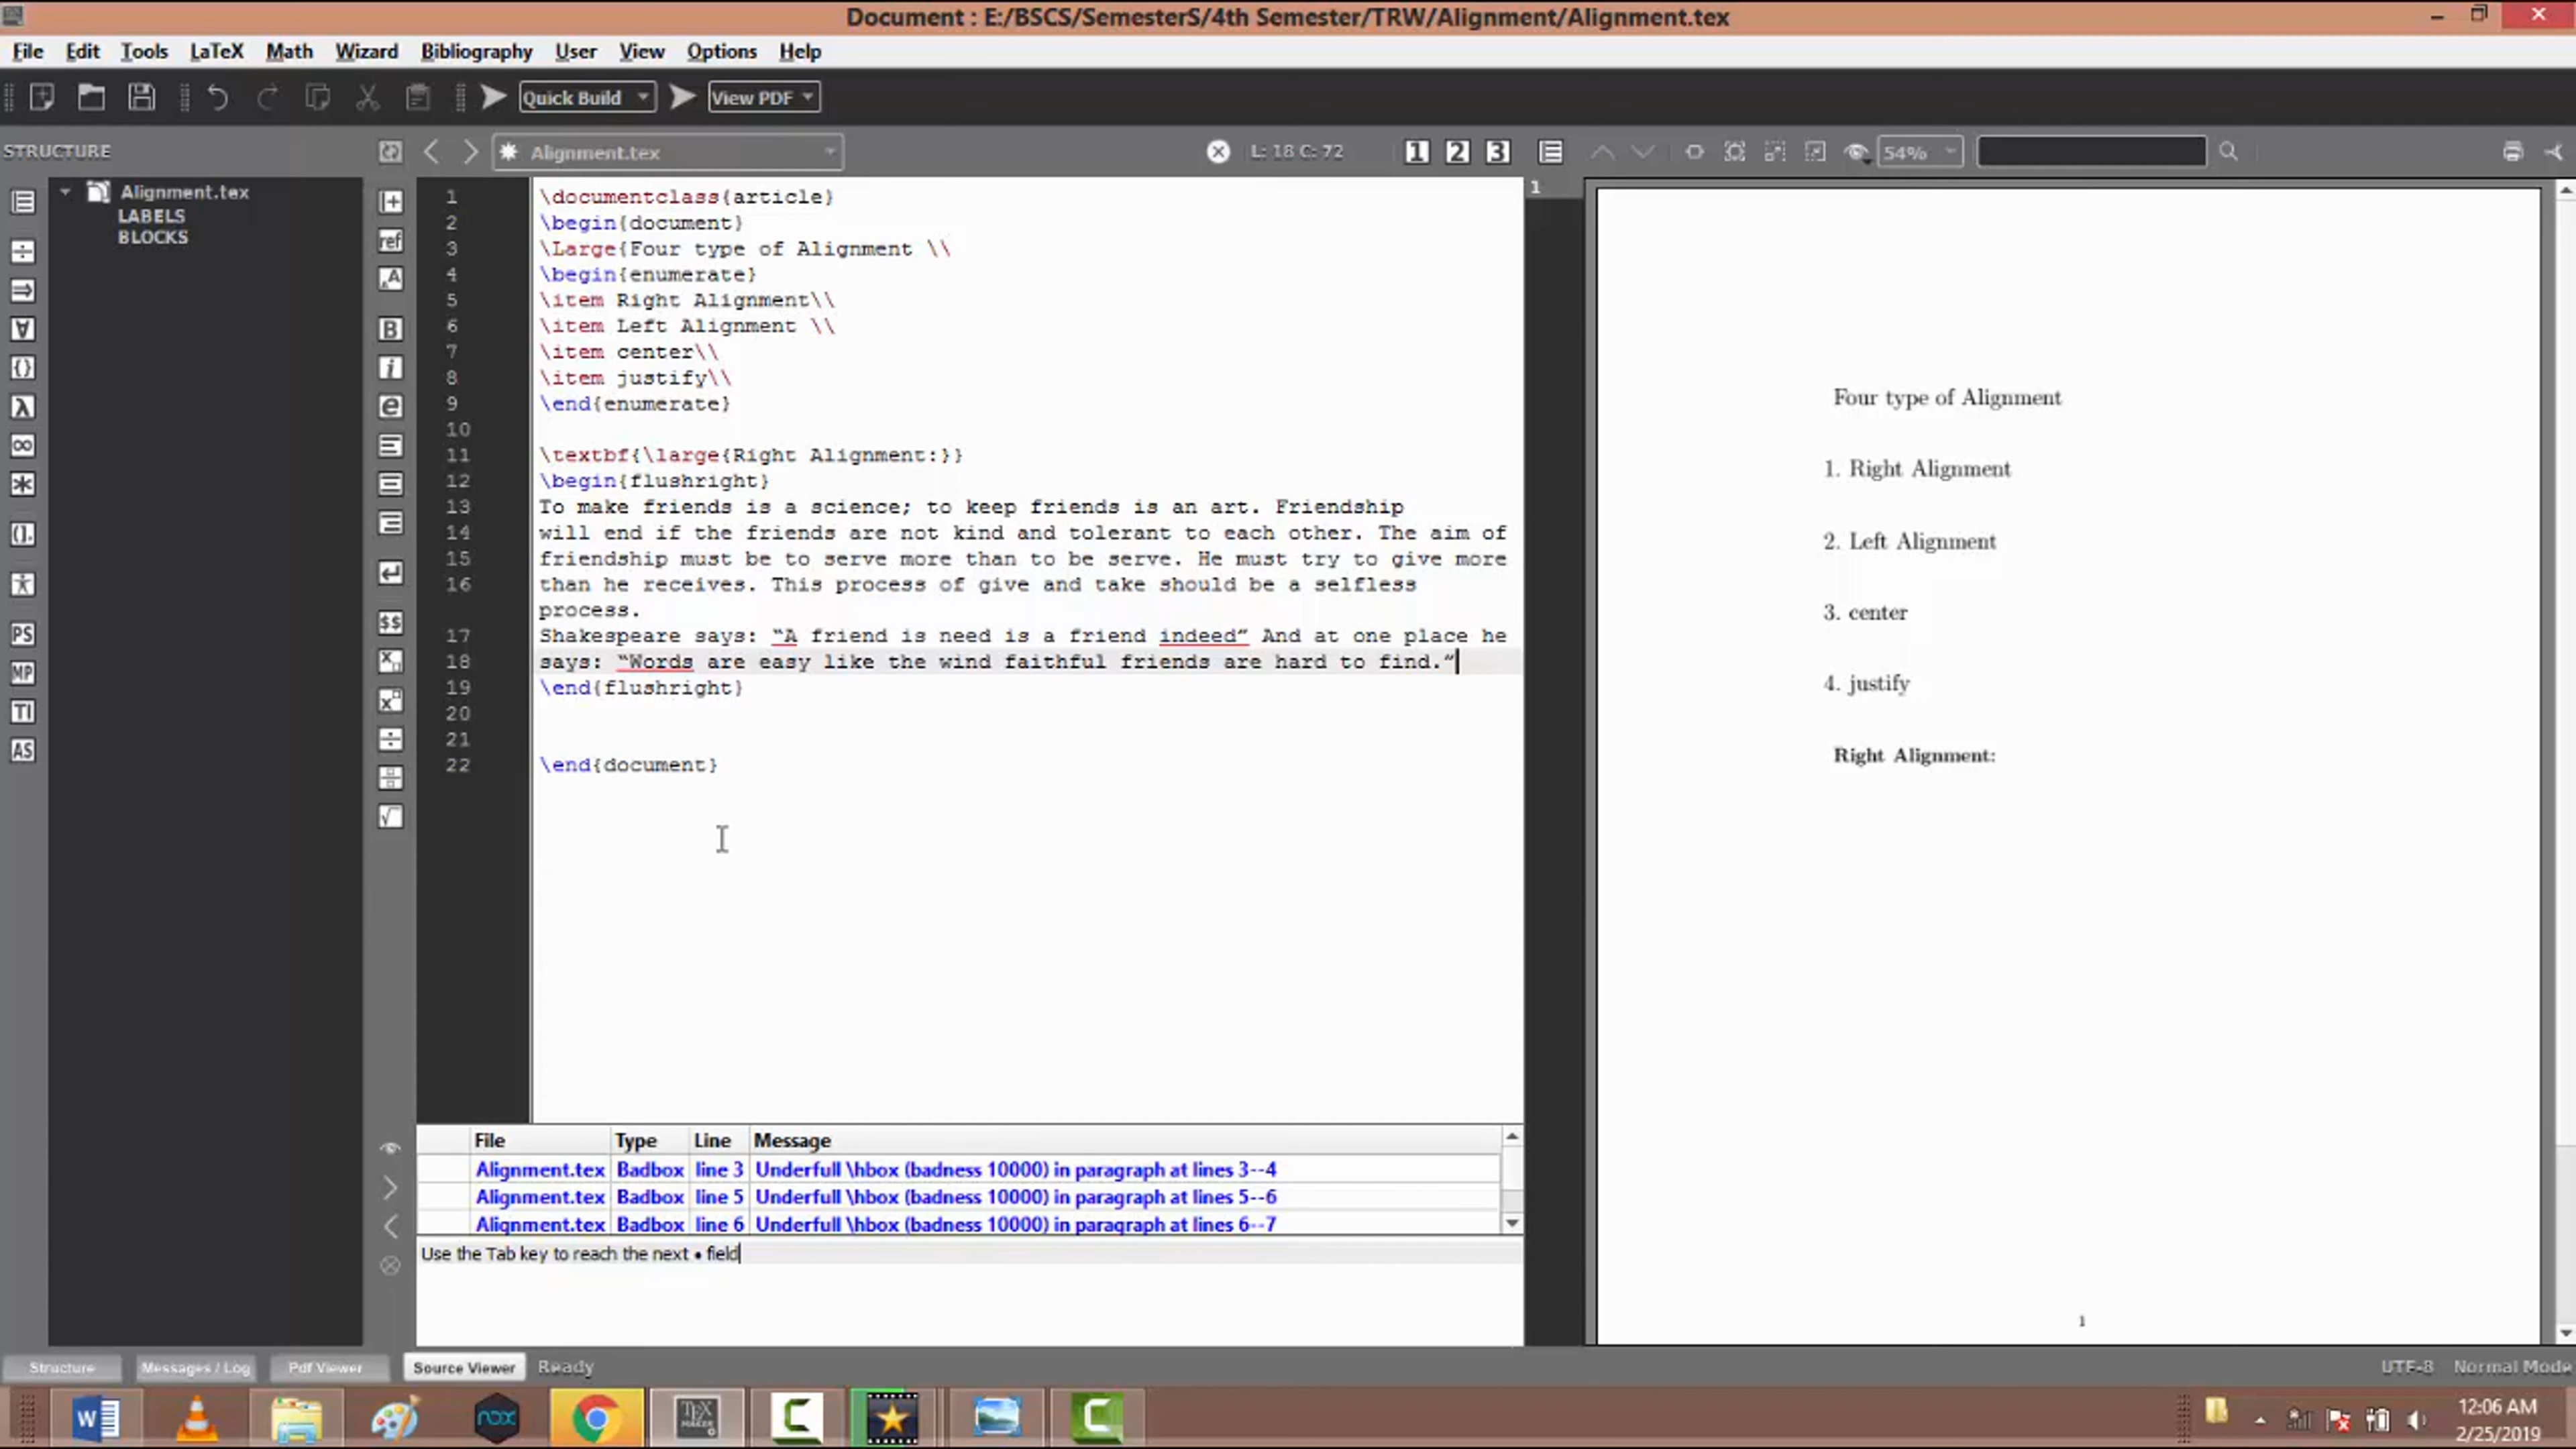 Document : E:/BSCS/SemesterS/4th Semester/TRW/Alignment/Alignment.tex
File Edit Tools LaTeX Math Wizard Bibliography User View Options Help
Quick Build View PDF
STRUCTURE Alignment.tex L: 18 C: 72 1 2 3 54%
Alignment.tex
LABELS
BLOCKS
1 \documentclass{article}
2 \begin{document}
3 \Large{Four type of Alignment \\
4 \begin{enumerate}
5 \item Right Alignment\\
6 \item Left Alignment \\
7 \item center\\
8 \item justify\\
9 \end{enumerate}
10
11 \textbf{\large{Right Alignment:}}
12 \begin{flushright}
13 To make friends is a science; to keep friends is an art. Friendship
14 will end if the friends are not kind and tolerant to each other. The aim of
15 friendship must be to serve more than to be serve. He must try to give more
16 than he receives. This process of give and take should be a selfless
process.
17 Shakespeare says: “A friend is need is a friend indeed” And at one place he
18 says: “Words are easy like the wind faithful friends are hard to find.”
19 \end{flushright}
20
21
22 \end{document}
ref
PS
MP
TI
AS
B
i
e
$$
1
Four type of Alignment
1. Right Alignment
2. Left Alignment
3. center
4. justify
Right Alignment:
1
File Type Line Message
Alignment.tex Badbox line 3 Underfull \hbox (badness 10000) in paragraph at lines 3--4
Alignment.tex Badbox line 5 Underfull \hbox (badness 10000) in paragraph at lines 5--6
Alignment.tex Badbox line 6 Underfull \hbox (badness 10000) in paragraph at lines 6--7
Use the Tab key to reach the next • field
Structure Messages / Log Pdf Viewer Source Viewer Ready UTF-8 Normal Mode
nox TEX MAKER
12:06 AM
2/25/2019